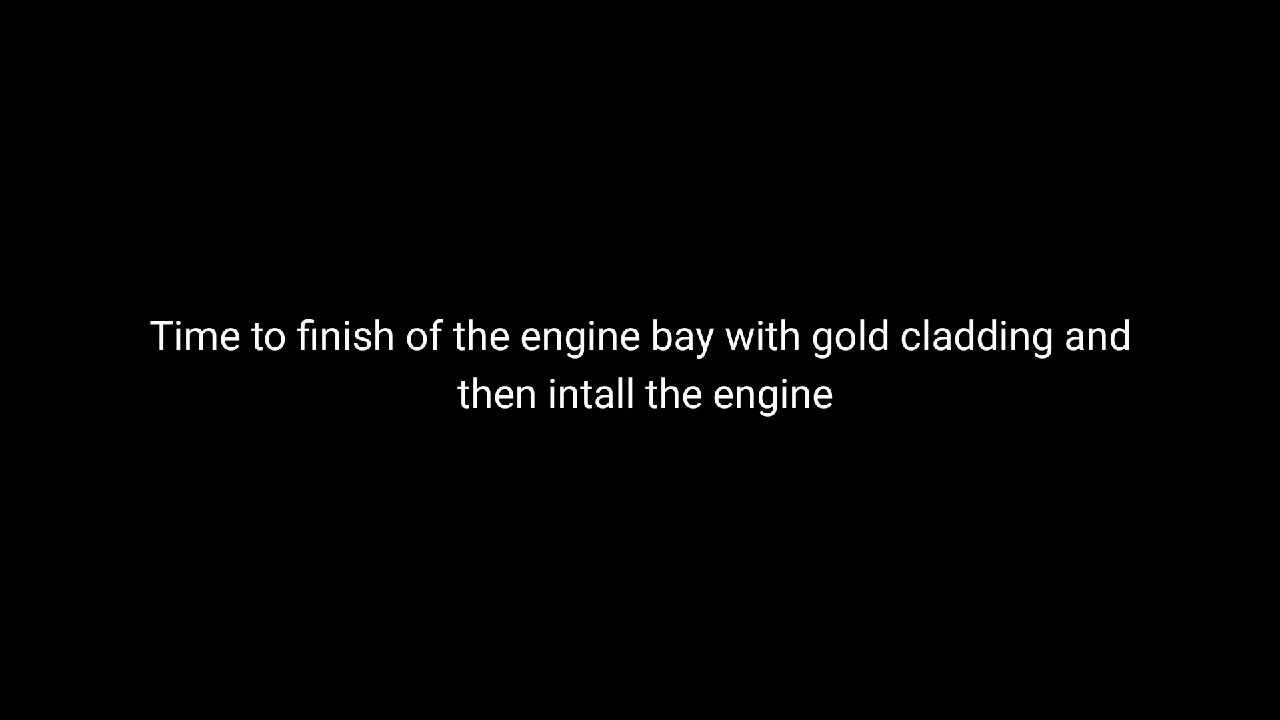 Time to finish of the engine bay with gold cladding and
then intall the engine